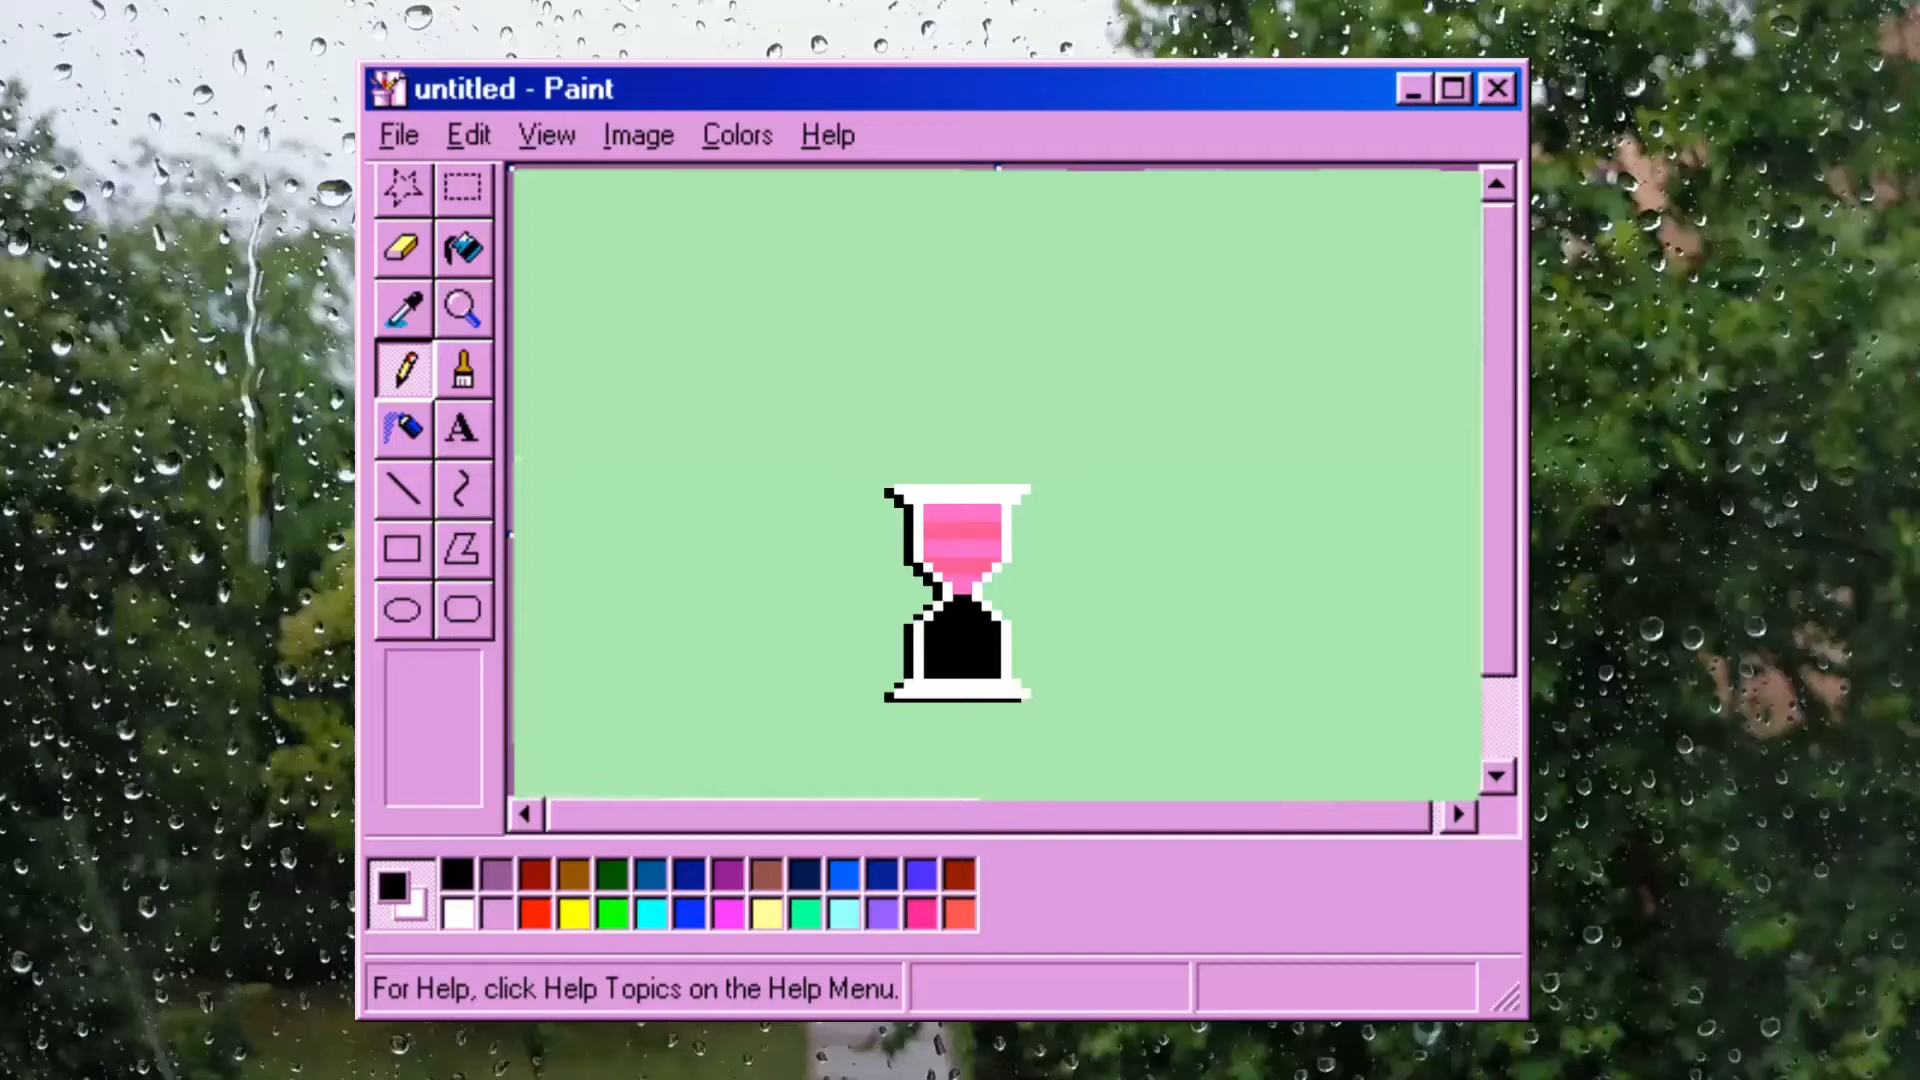 untitled - Paint
File Edit View Image Colors Help
A
For Help, click Help Topics on the Help Menu.